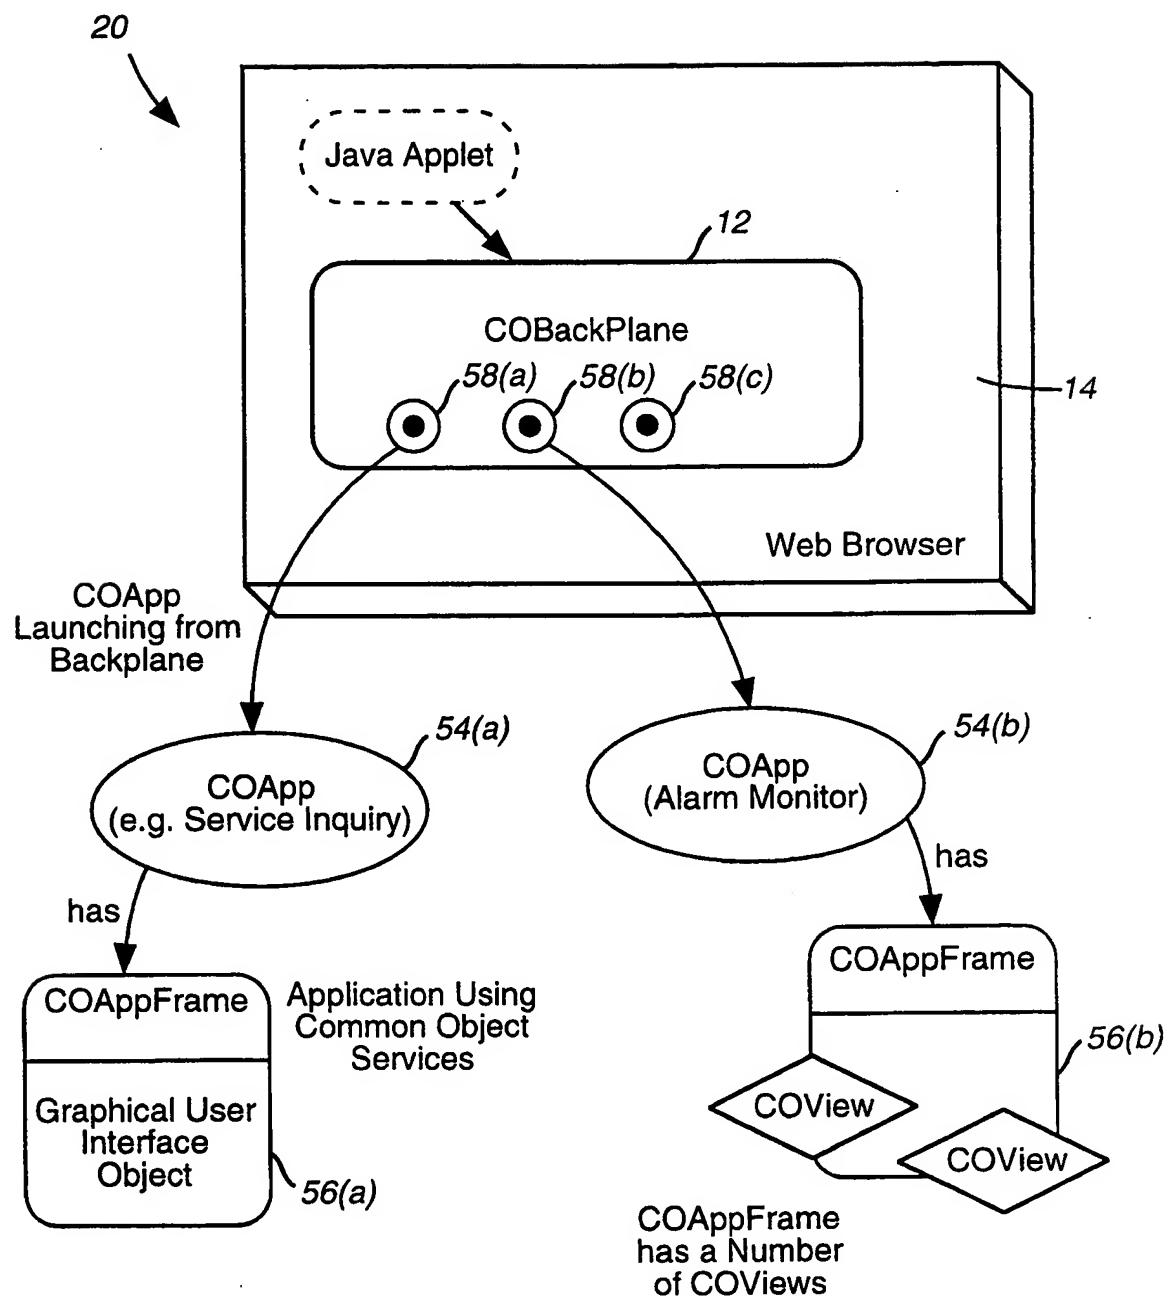 20
Java Applet
12
COBackPlane
58(a)
58(b)
58(c)
14
Web Browser
COApp
Launching from
Backplane
54(a)
COApp
(e.g. Service Inquiry)
54(b)
COApp
(Alarm Monitor)
has
has
COAppFrame
Graphical User
Interface
Object
56(a)
Application Using
Common Object
Services
COAppFrame
56(b)
COView
COView
COAppFrame
has a Number
of COViews